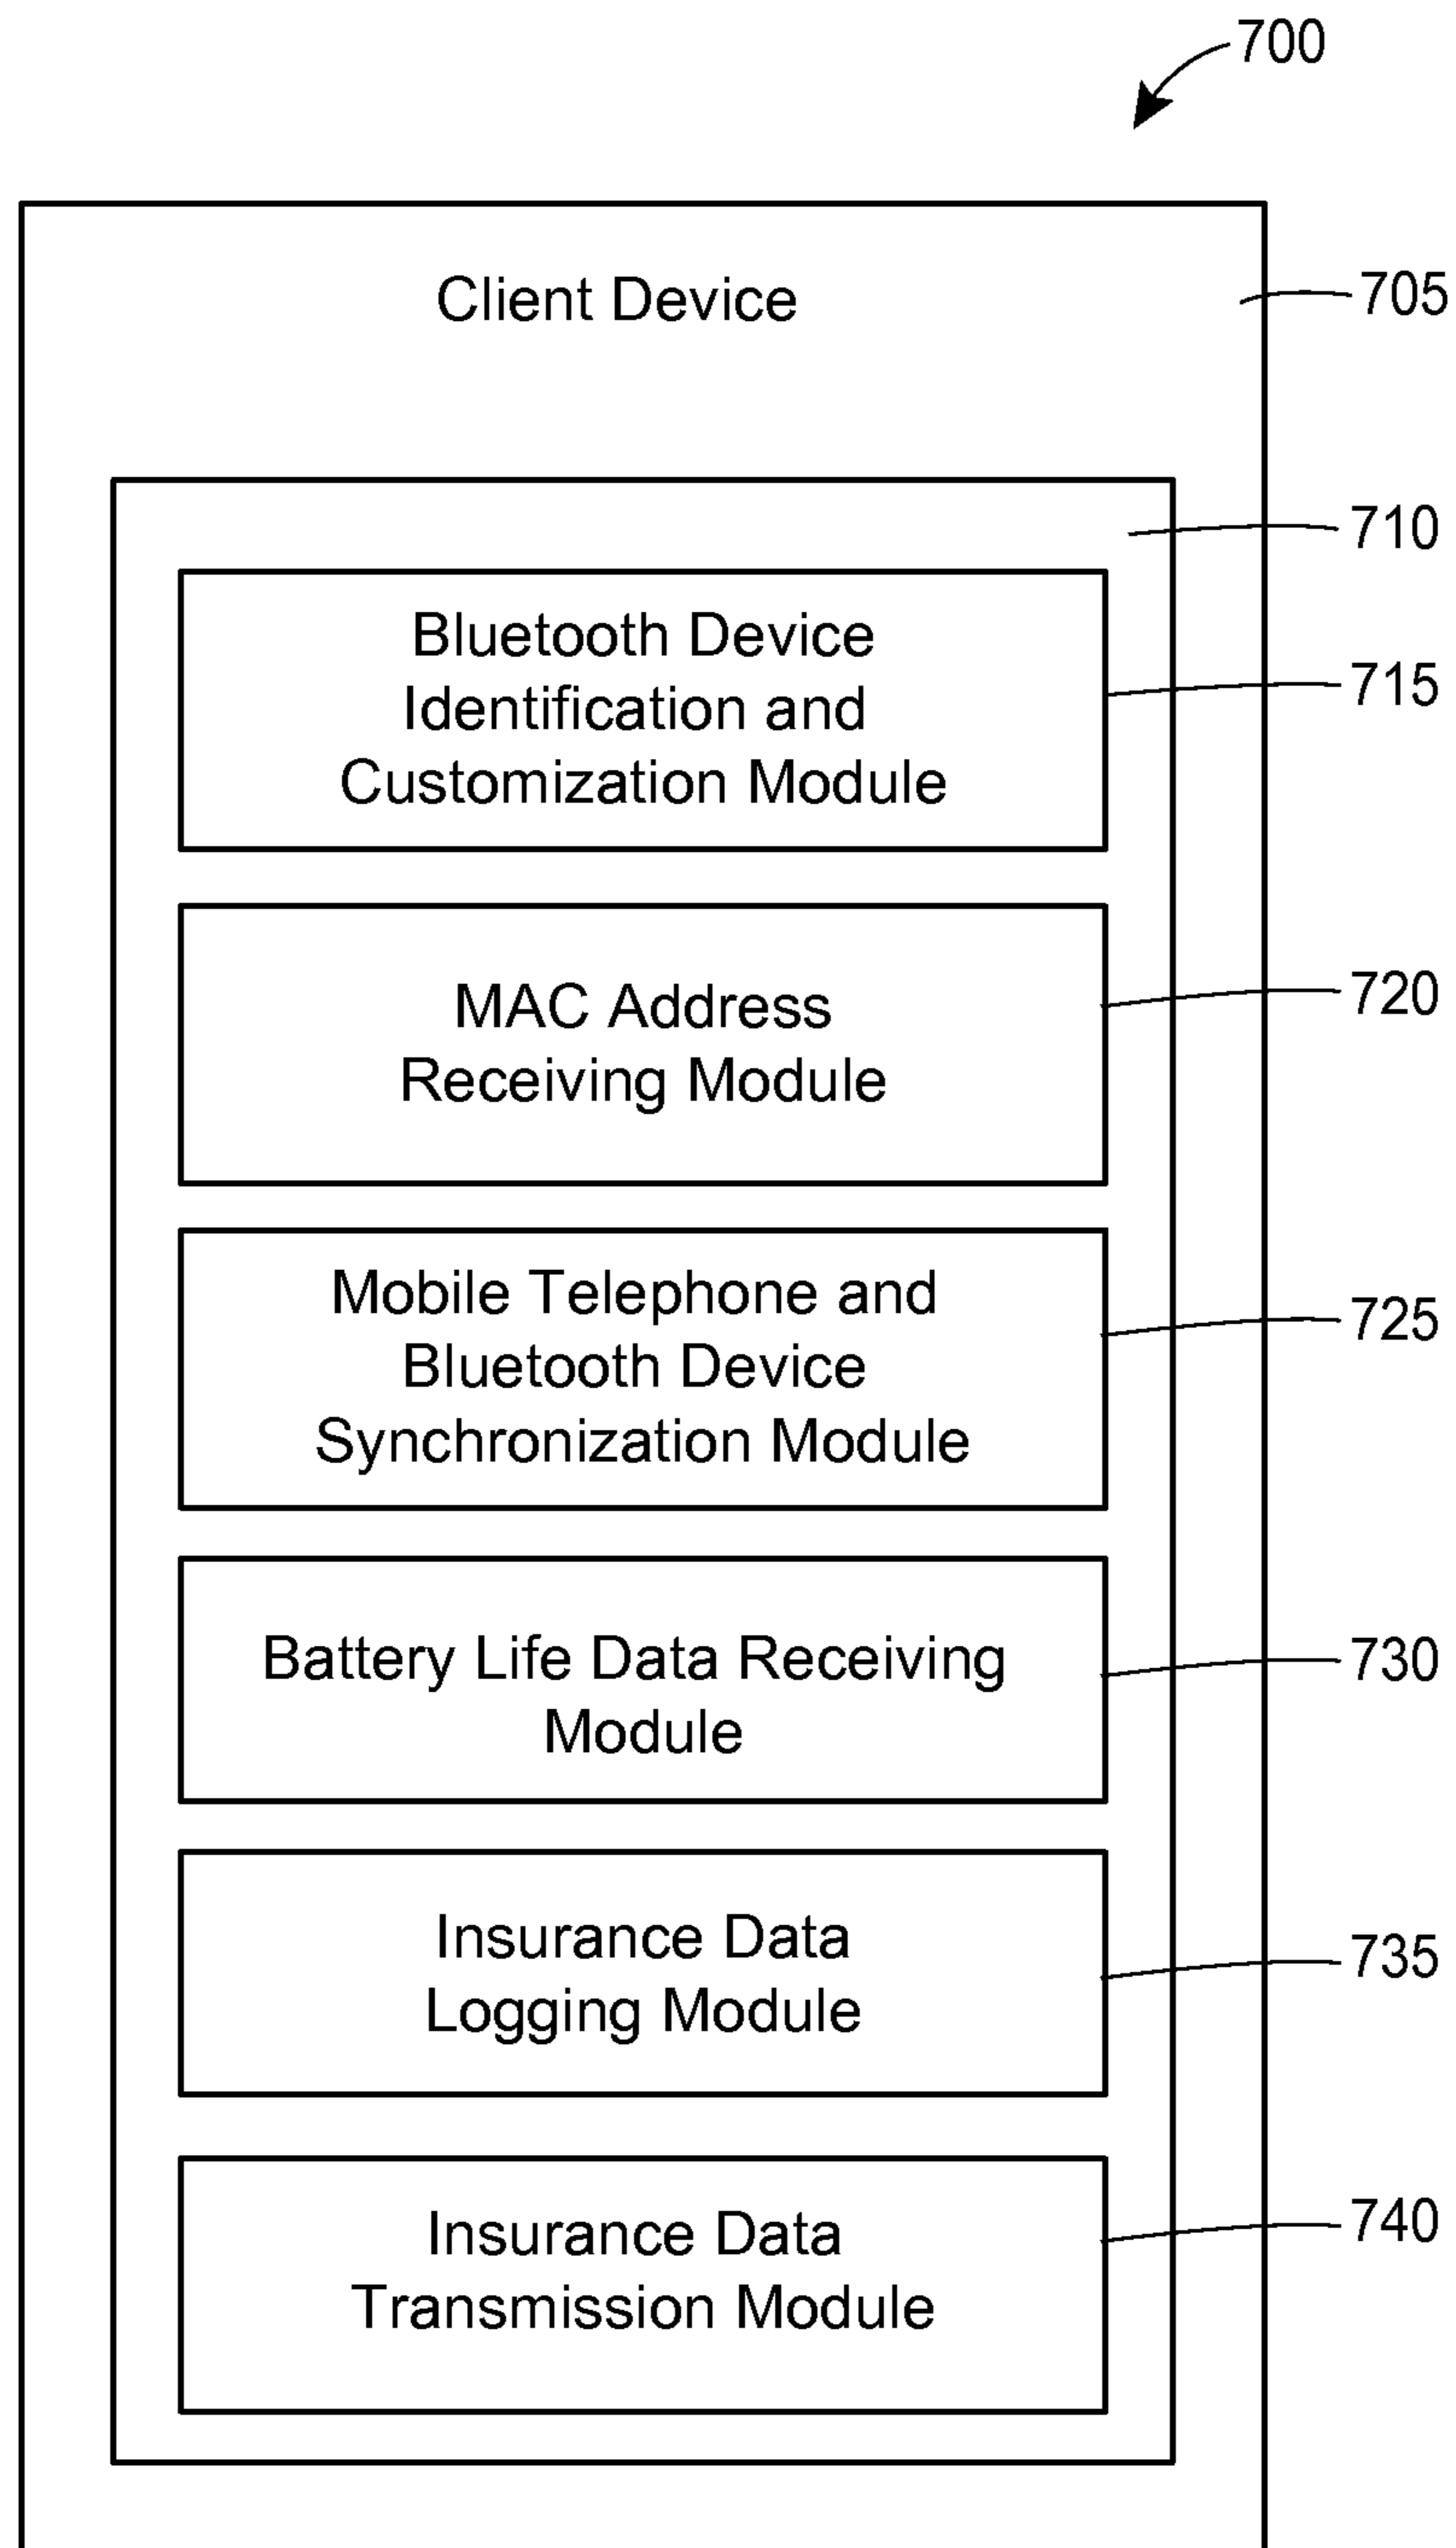 700
Client Device
705
710
Bluetooth Device
Identification and
Customization Module
715
MAC Address
Receiving Module
720
Mobile Telephone and
Bluetooth Device
Synchronization Module
725
Battery Life Data Receiving
Module
730
Insurance Data
Logging Module
735
Insurance Data
Transmission Module
740